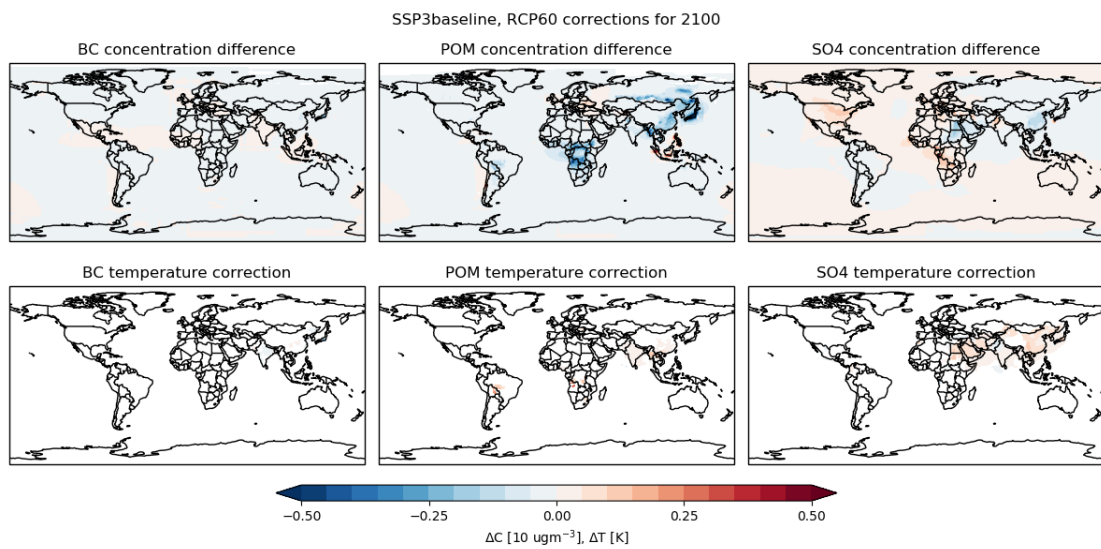 SSP3baseline, RCP60 corrections for 2100
BC concentration difference
POM concentration difference
SO4 concentration difference
BC temperature correction
POM temperature correction
SO4 temperature correction
−0.50 −0.25 0.00 0.25 0.50
ΔC [10 ugm⁻³], ΔT [K]